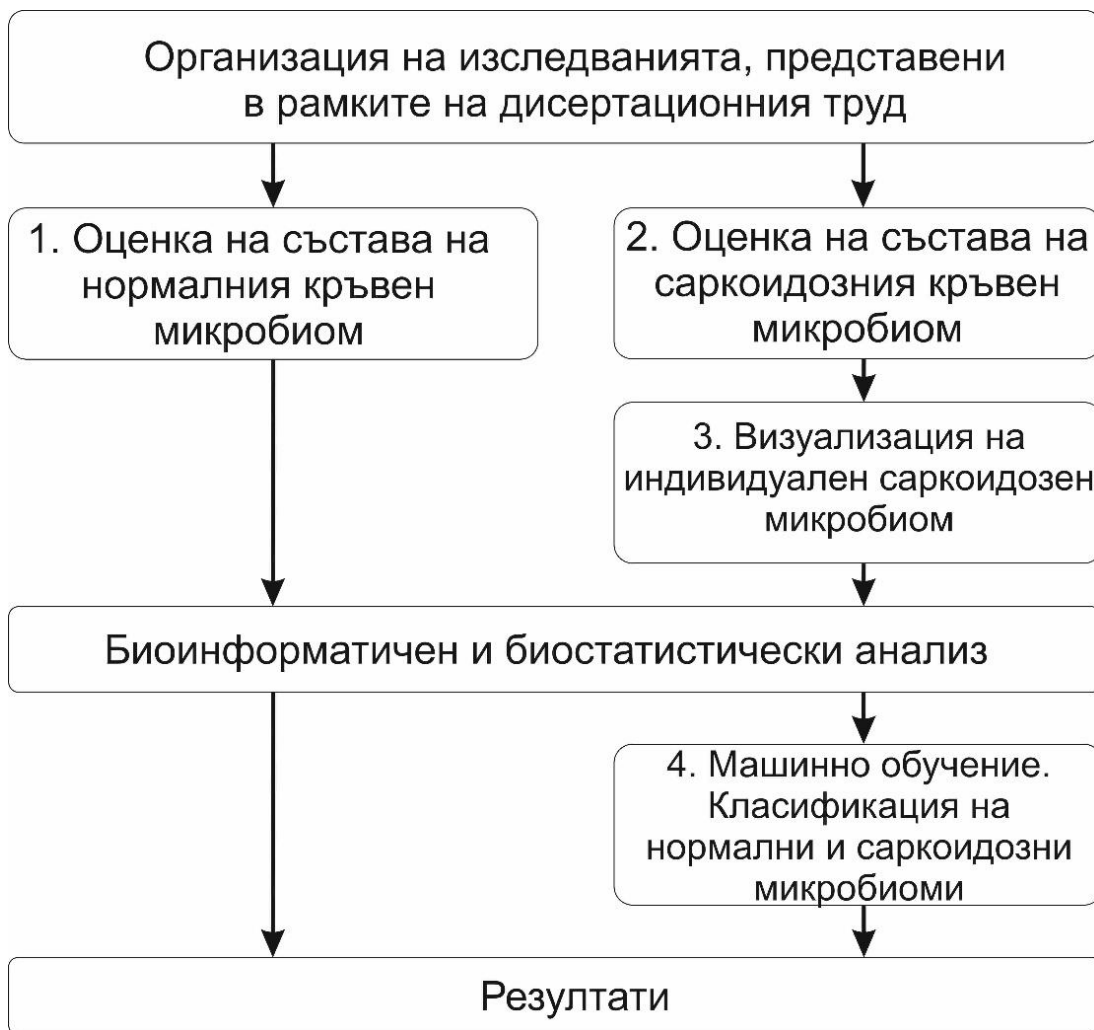 Организация на изследванията, представени
в рамките на дисертационния труд
1. Оценка на състава на
нормалния кръвен
микробиом
2. Оценка на състава на
саркоидозния кръвен
микробиом
3. Визуализация на
индивидуален саркоидозен
микробиом
Биоинформатичен и биостатистически анализ
4. Машинно обучение.
Класификация на
нормални и саркоидозни
микробиоми
Резултати